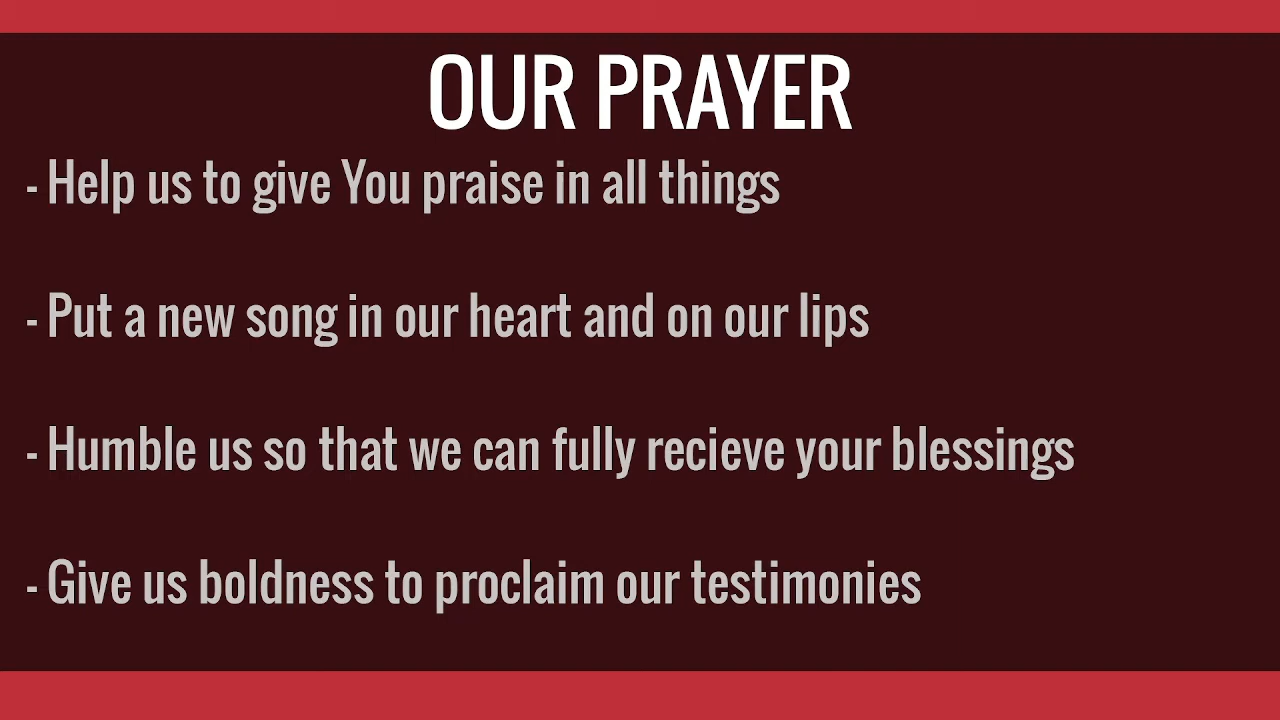 OUR PRAYER
- Help us to give You praise in all things
- Put a new song in our heart and on our lips
- Humble us so that we can fully recieve your blessings
- Give us boldness to proclaim our testimonies